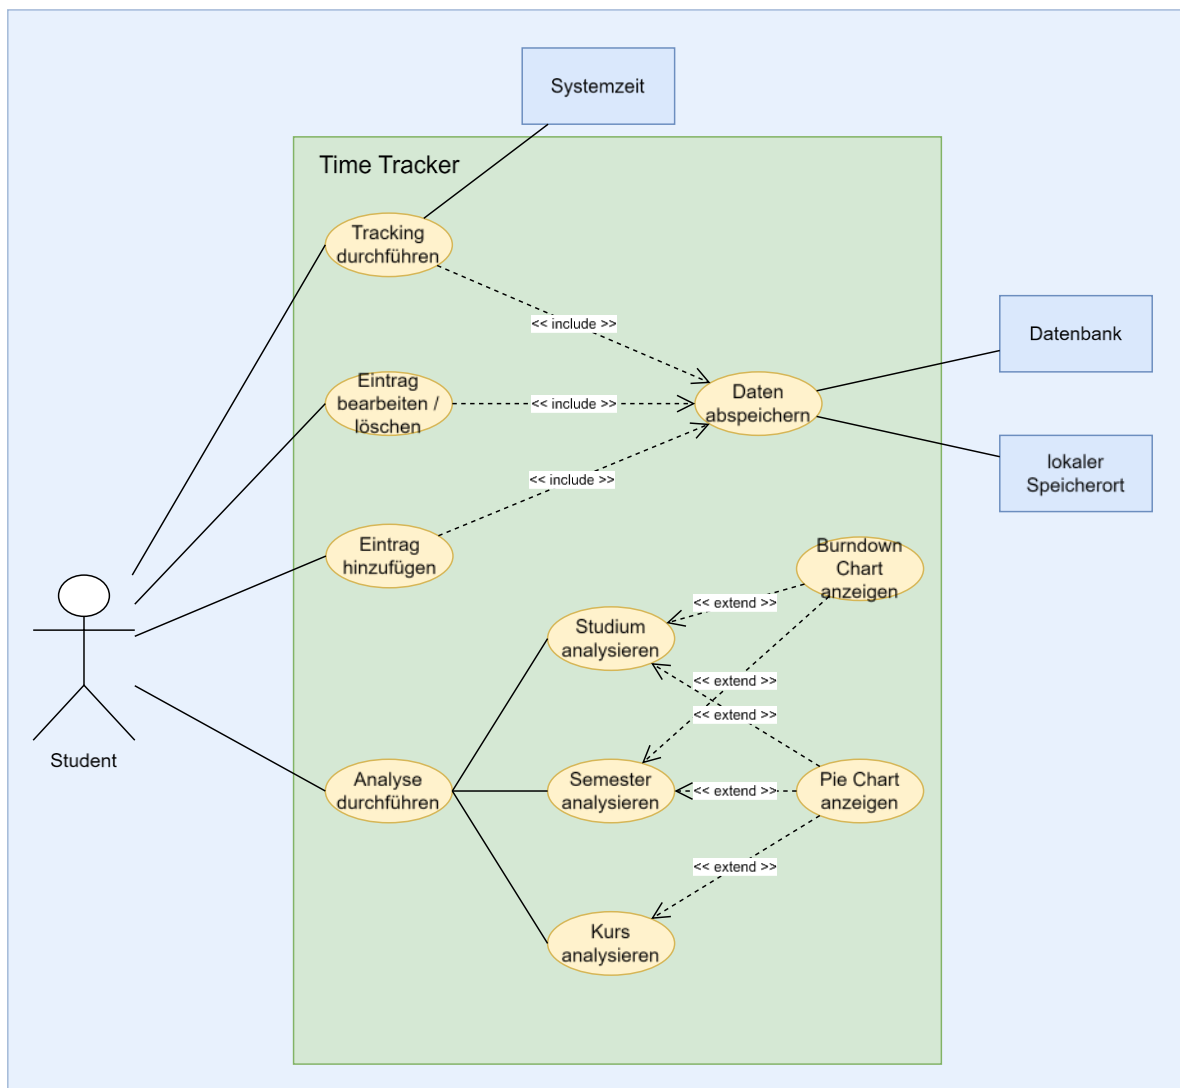 Systemzeit
Time Tracker
Tracking
durchführen
<< include >>
Datenbank
Eintrag
bearbeiten /
löschen
<< include >>
Daten
abspeichern
lokaler
Speicherort
<< include >>
Eintrag
hinzufügen
Burndown
Chart
anzeigen
<< extend >>
Studium
analysieren
<< extend >>
<< extend >>
Student
Analyse
durchführen
Semester
analysieren
<< extend >>
Pie Chart
anzeigen
<< extend >>
Kurs
analysieren